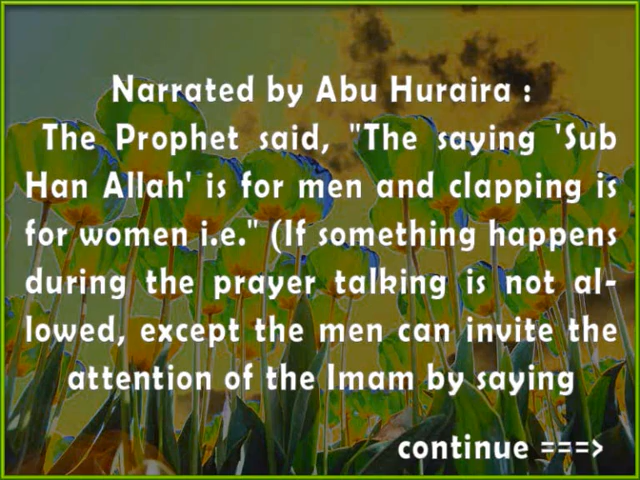 Narrated by Abu Huraira :
The Prophet said, "The saying 'Sub
Han Allah' is for men and clapping is
for women i.e." (If something happens
during the prayer talking is not al-
lowed, except the men can invite the
attention of the Imam by saying
continue ===>